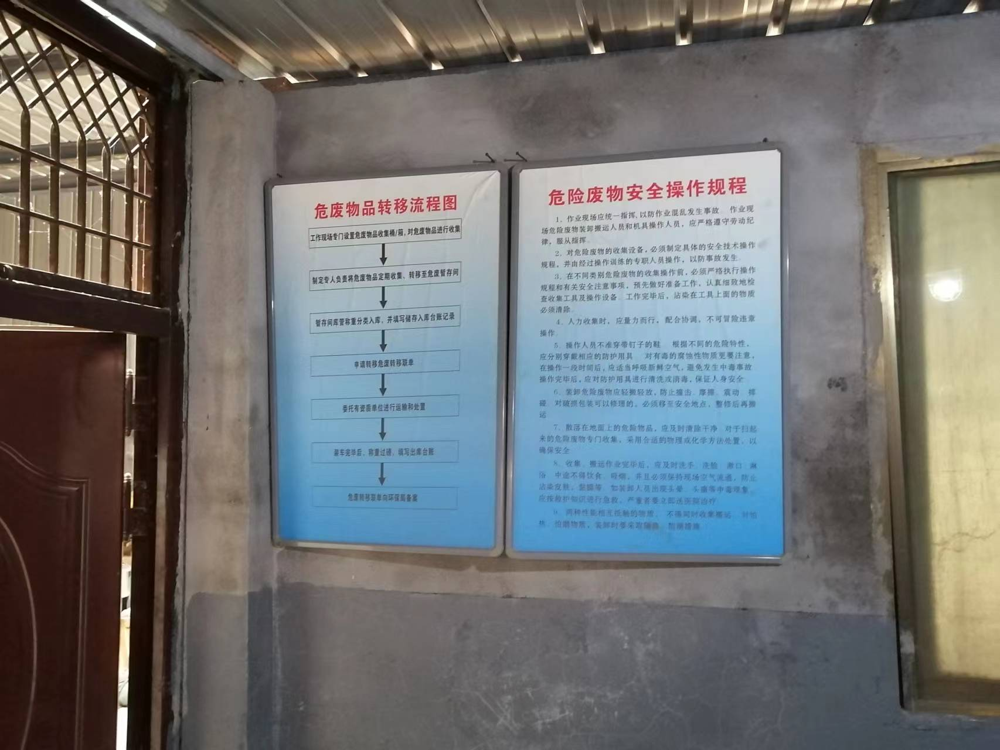 危废物品转移流程图
工作现场专门设置危废物品收集桶/箱，对危废物品进行收集
制定专人负责将危废物品定期收集、转移至危废暂存间
暂存间库管称重分类入库，并填写储存入库台账记录
申请转移危废转移联单
委托有资质单位进行运输和处置
装车完毕后，称重过磅，填写出库台账
危废转移联单向环保局备案
危险废物安全操作规程
1、作业现场应统一指挥，以防作业混乱发生事故 作业现
场危险废物装卸搬运人员和机具操作人员，应严格遵守劳动纪
律，服从指挥
2、对危险废物的收集设备，必须制定具体的安全技术操作
规程，并由经过操作训练的专职人员操作，以防事故发生
3、在不同类别危险废物的收集操作前，必须严格执行操作
规程和有关安全注意事项，预先做好准备工作，认真细致地检
查收集工具及操作设备 工作完毕后，沾染在工具上面的物质
必须清除
4、人力收集时，应量力而行，配合协调，不可冒险违章
操作
5、操作人员不准穿带钉子的鞋 根据不同的危险特性，
应分别穿戴相应的防护用具 对有毒的腐蚀性物质更要注意，
在操作一段时间后，应适当呼吸新鲜空气，避免发生中毒事故
操作完毕后，应对防护用具进行清洗或消毒，保证人身安全
6、装卸危险废物应轻搬轻放，防止撞击 摩擦 震动 摔
碰 对破损包装可以修理的，必须移至安全地点，整修后再搬
运
7、散落在地面上的危险物品，应及时清除干净 对于扫起
来的危险废物专门收集，采用合适的物理或化学方法处置，以
确保安全
8、收集 搬运作业完毕后，应及时洗手 洗脸 漱口 淋
浴 中途不得饮食 吸烟，并且必须保持现场空气流通，防止
沾染皮肤，黏膜等 如装卸人员出现头晕 头痛等中毒现象，
应按救护知识进行急救，严重者要立即送医院治疗
9、两种性能相互抵触的物质， 不得同时收集搬运 对怕
热 怕潮物质，装卸时要采取隔热 防潮措施